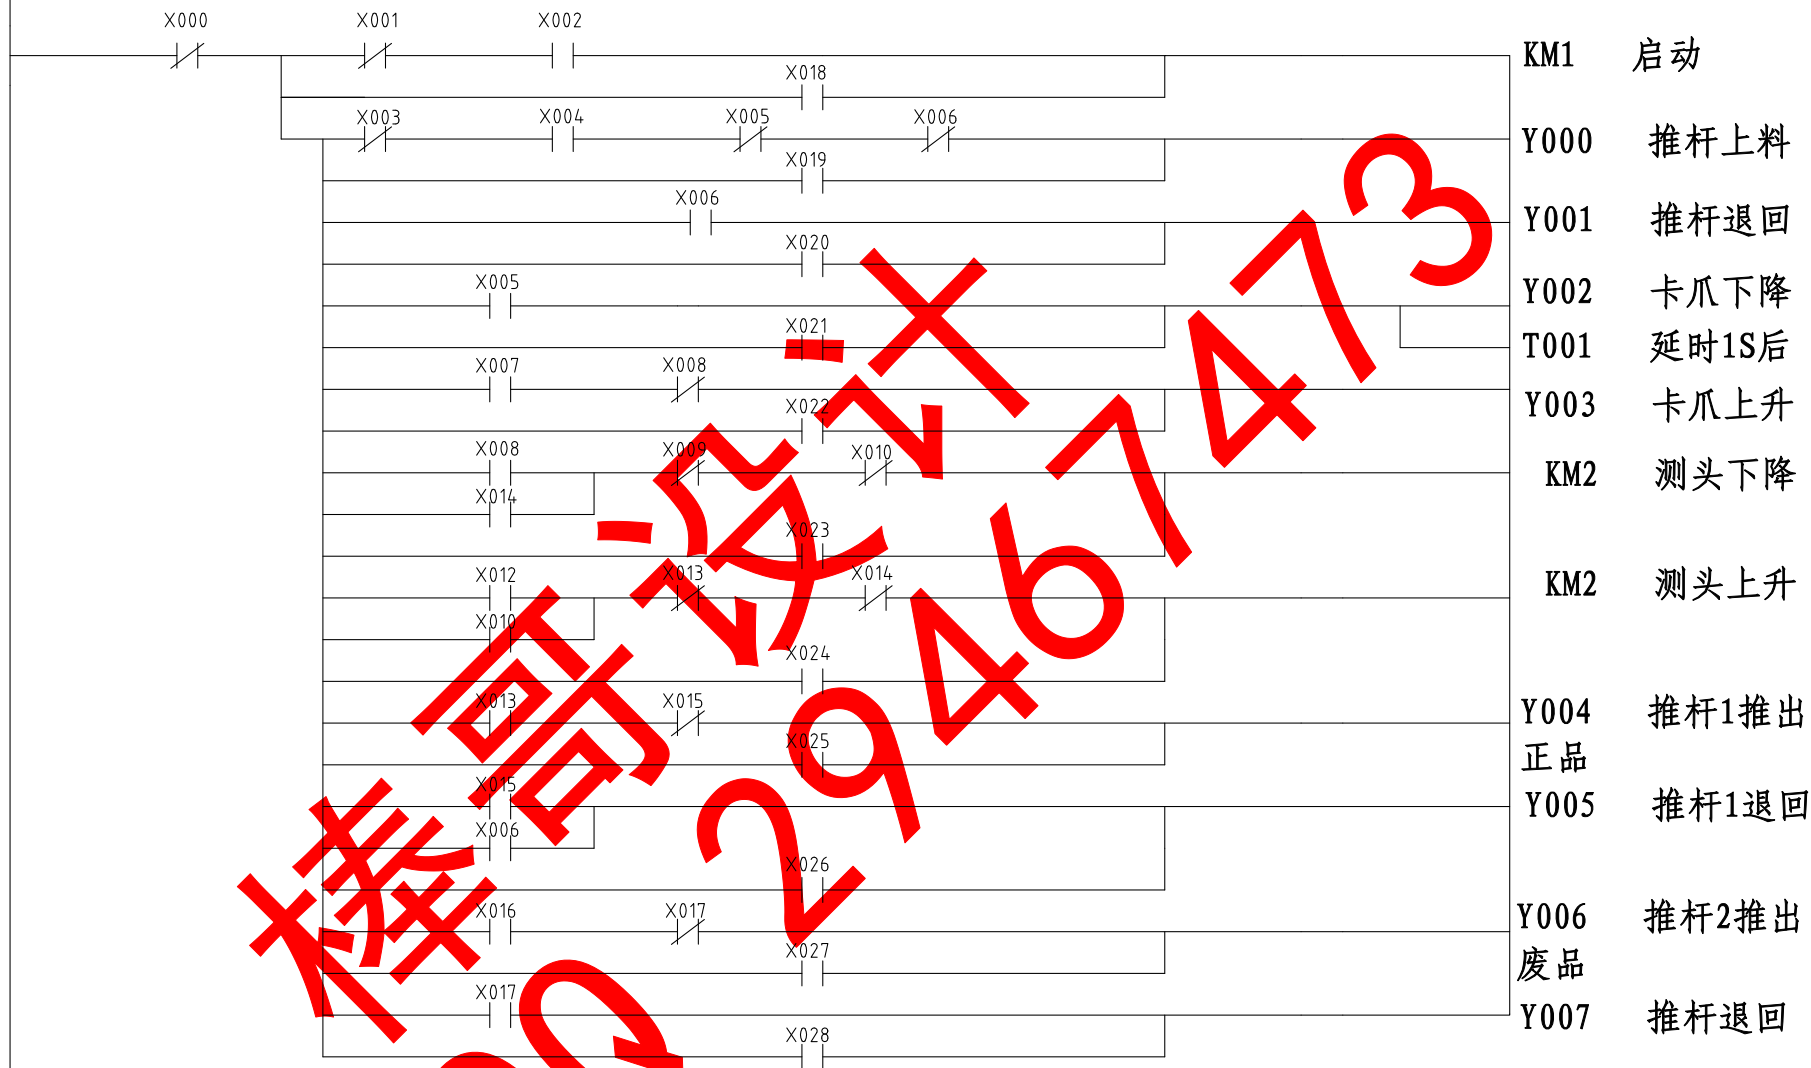 X000 X001 X002
KM1 启动
X018
X003 X004 X005 X006
Y000 推杆上料
X019
X006
Y001 推杆退回
X020
X005
Y002 卡爪下降
X021
T001 延时1S后
X007 X008
Y003 卡爪上升
X022
X008 X009 X010
KM2 测头下降
X014
X023
X012 X013 X014
KM2 测头上升
X010
X024
X013 X015
Y004 推杆1推出
X025
正品
X015
Y005 推杆1退回
X006
X026
X016 X017
Y006 推杆2推出
X027
废品
X017
Y007 推杆退回
X028
棒哥设计
294674 73